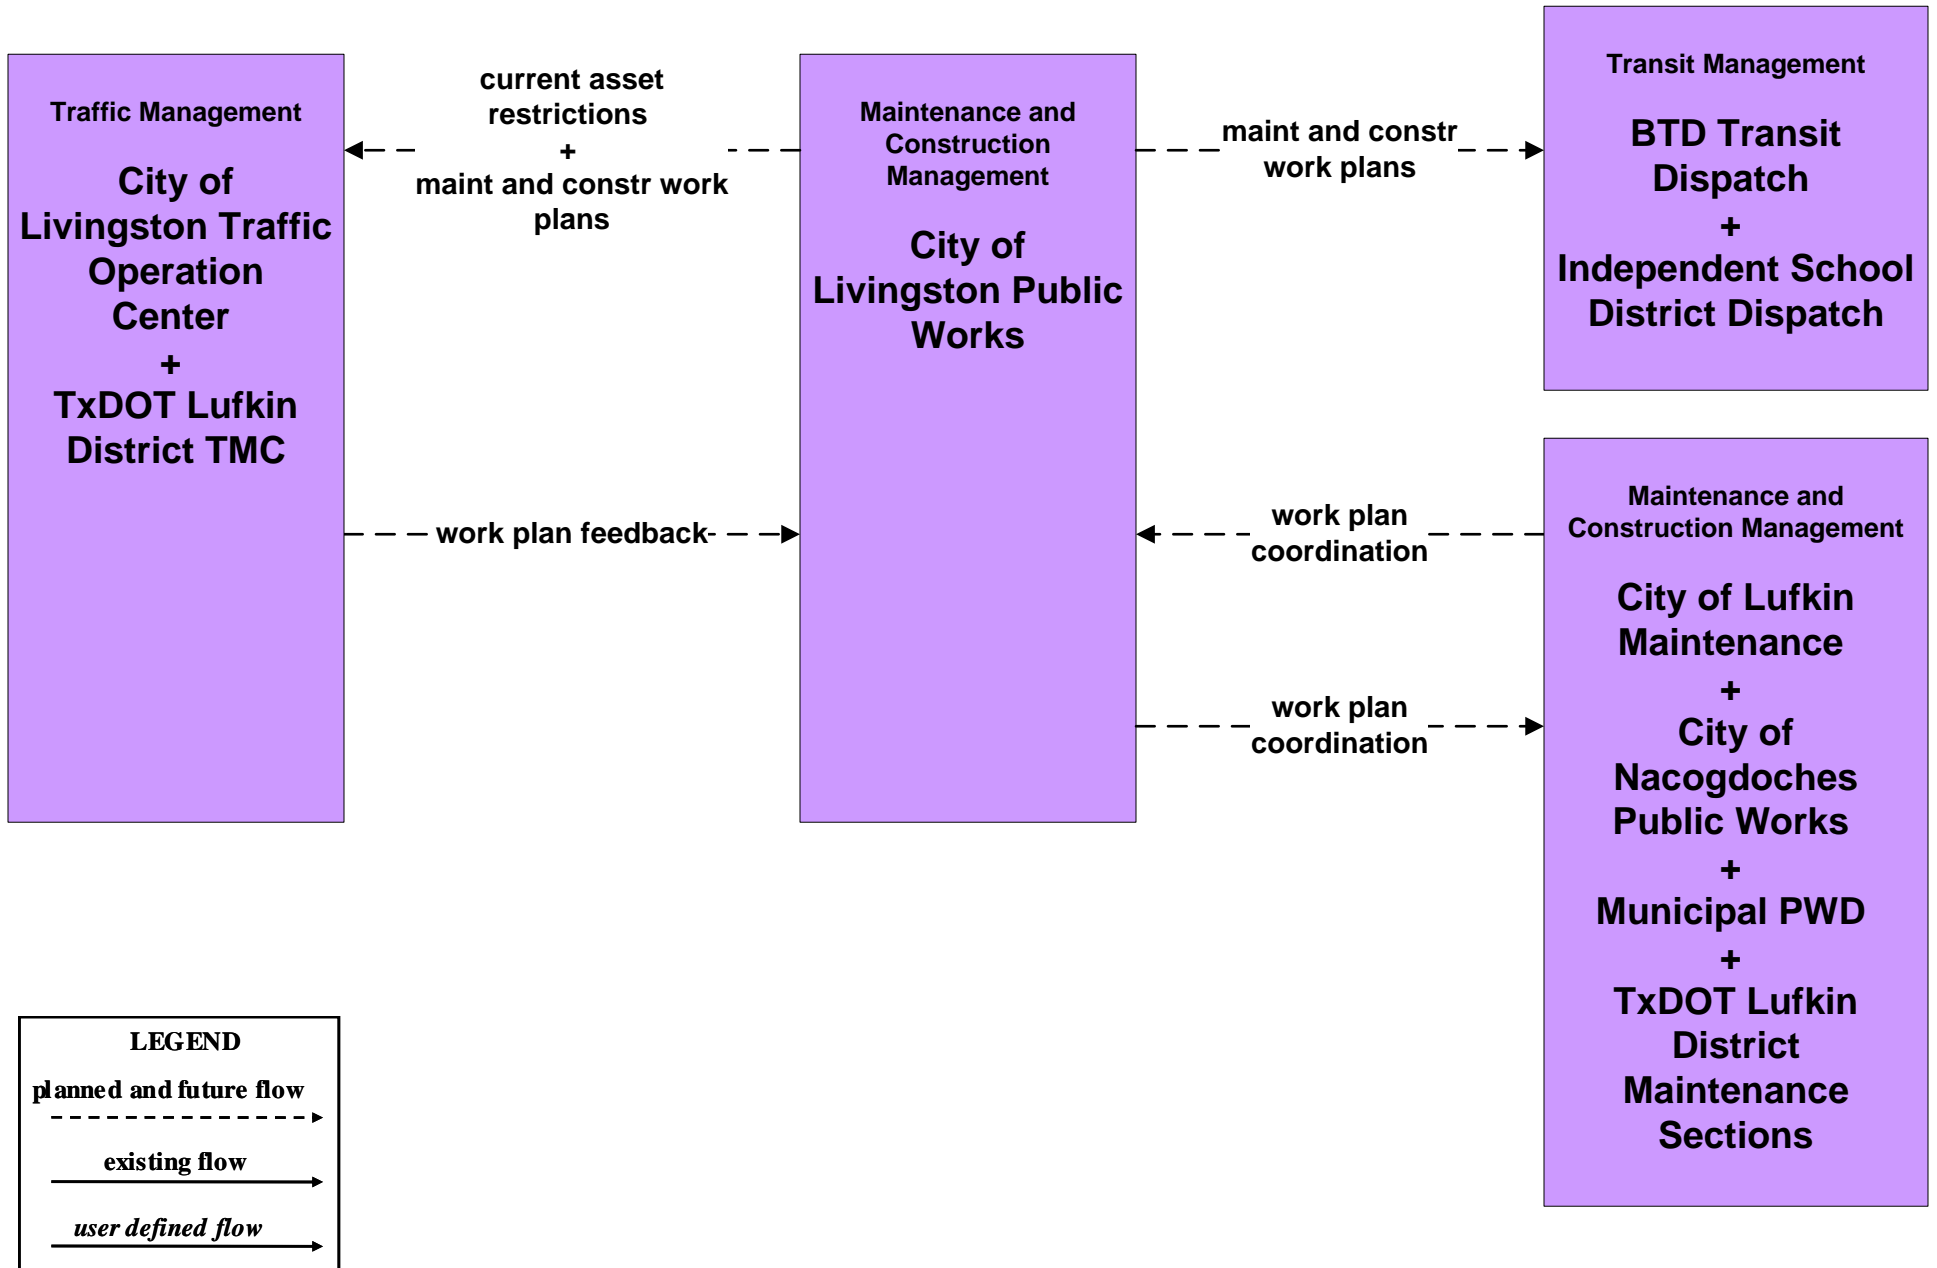 Traffic Management
City of
Livingston Traffic
Operation
Center
+
TxDOT Lufkin
District TMC
current asset
restrictions
+
maint and constr work
plans
work plan feedback
Maintenance and
Construction
Management
City of
Livingston Public
Works
maint and constr
work plans
work plan
coordination
work plan
coordination
Transit Management
BTD Transit
Dispatch
+
Independent School
District Dispatch
Maintenance and
Construction Management
City of Lufkin
Maintenance
+
City of
Nacogdoches
Public Works
+
Municipal PWD
+
TxDOT Lufkin
District
Maintenance
Sections
LEGEND
planned and future flow
existing flow
user defined flow